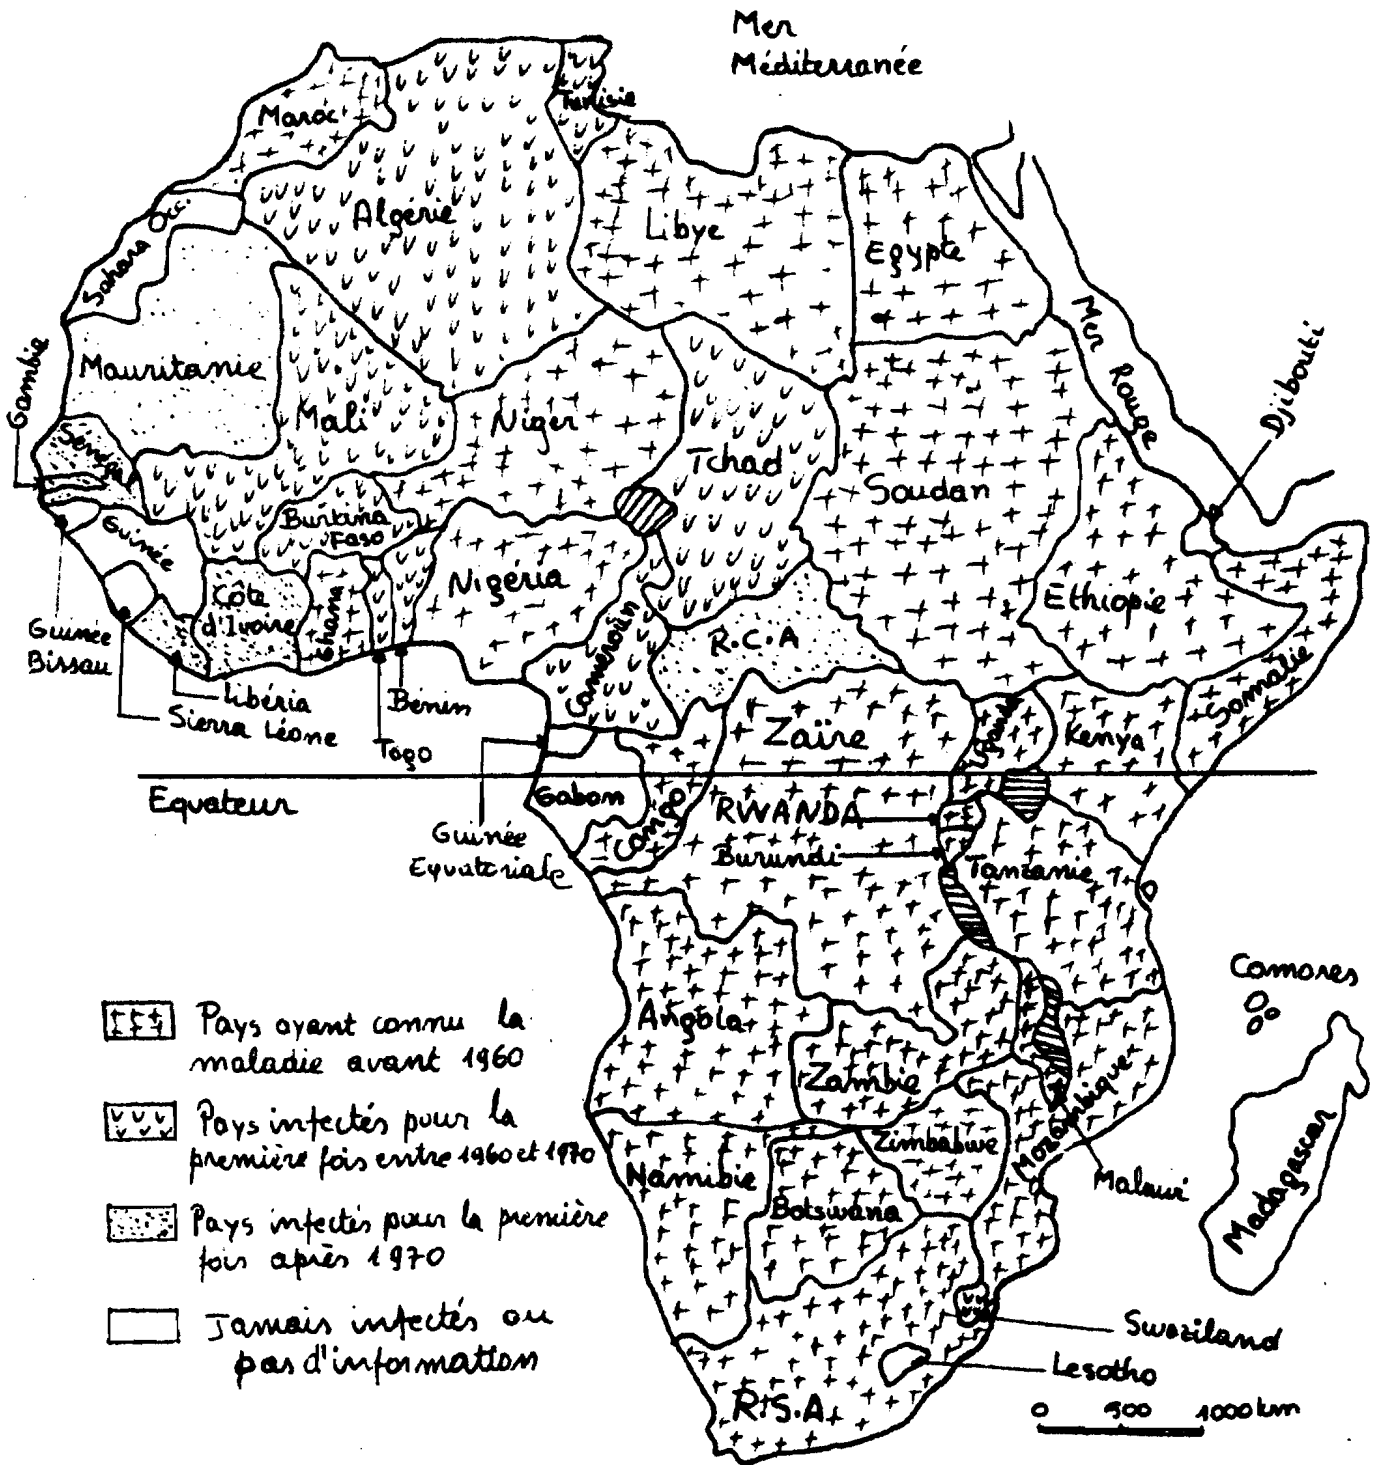 Mer
Méditerranée
Maroc
Tunisie
Algérie
Libye
Egypte
Sahara
Occ.
Mer Rouge
Djibouti
Gambie
Mauritanie
Mali
Niger
Tchad
Soudan
Sénégal
Burkina
Faso
Guinée
Nigéria
Ethiopie
Côte
d'Ivoire
Ghana
Cameroun
R.C.A
Somalie
Guinée
Bissau
Libéria
Sierra Léone
Bénin
Togo
Zaïre
Uganda
Kenya
Equateur
Gabon
Congo
RWANDA
Burundi
Tanzanie
Guinée
Equatoriale
Comores
Angola
Zambie
Mozambique
Zimbabwe
Malawi
Namibie
Botswana
Madagascar
Swaziland
Lesotho
R.S.A
Pays ayant connu la
maladie avant 1960
Pays infectés pour la
première fois entre 1960 et 1970
Pays infectés pour la première
fois après 1970
Jamais infectés ou
pas d'information
0 500 1000 km